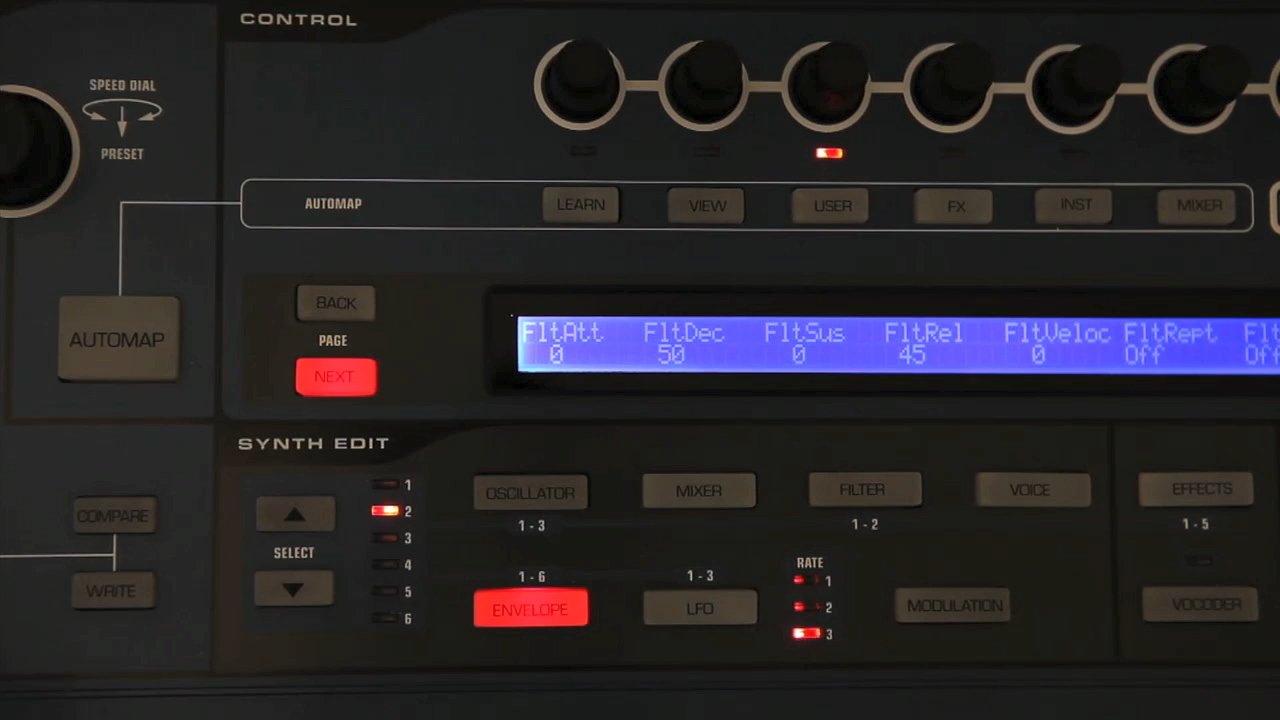 CONTROL
SPEED DIAL
PRESET
AUTOMAP
LEARN VIEW USER FX INST MIXER
BACK
PAGE
NEXT
AUTOMAP
FltAtt FltDec FltSus FltRel FltVeloc FltRept
0 50 0 45 0 Off
SYNTH EDIT
COMPARE
WRITE
SELECT
1
2
3
4
5
6
OSCILLATOR MIXER FILTER VOICE EFFECTS
1 - 3 1 - 2 1 - 5
1 - 6 1 - 3
ENVELOPE LFO
RATE
1
2
3
MODULATION VOCODER